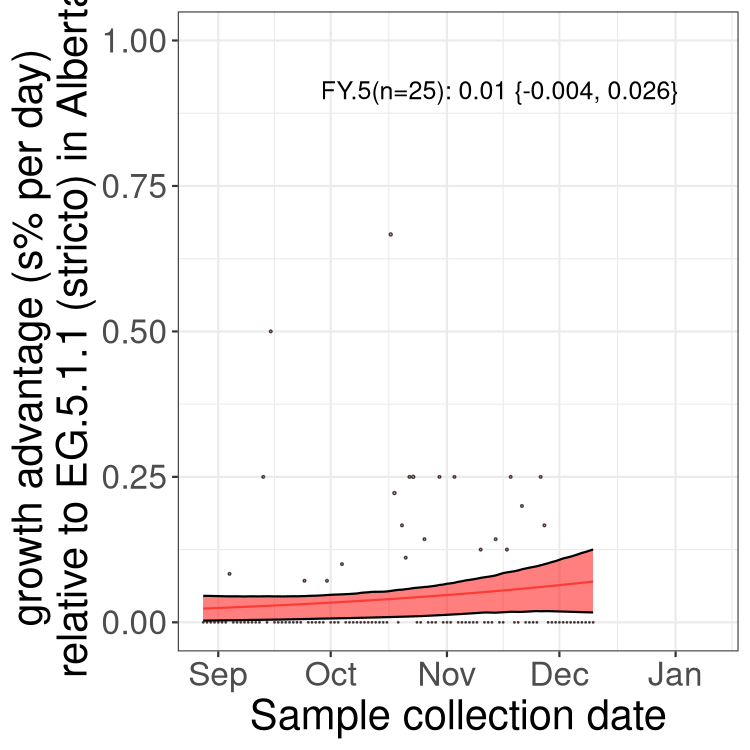 growth advantage (s% per day)
relative to EG.5.1.1 (stricto) in Alberta
1.00
0.75
0.50
0.25
0.00
FY.5(n=25): 0.01 {-0.004, 0.026}
Sep Oct Nov Dec Jan
Sample collection date